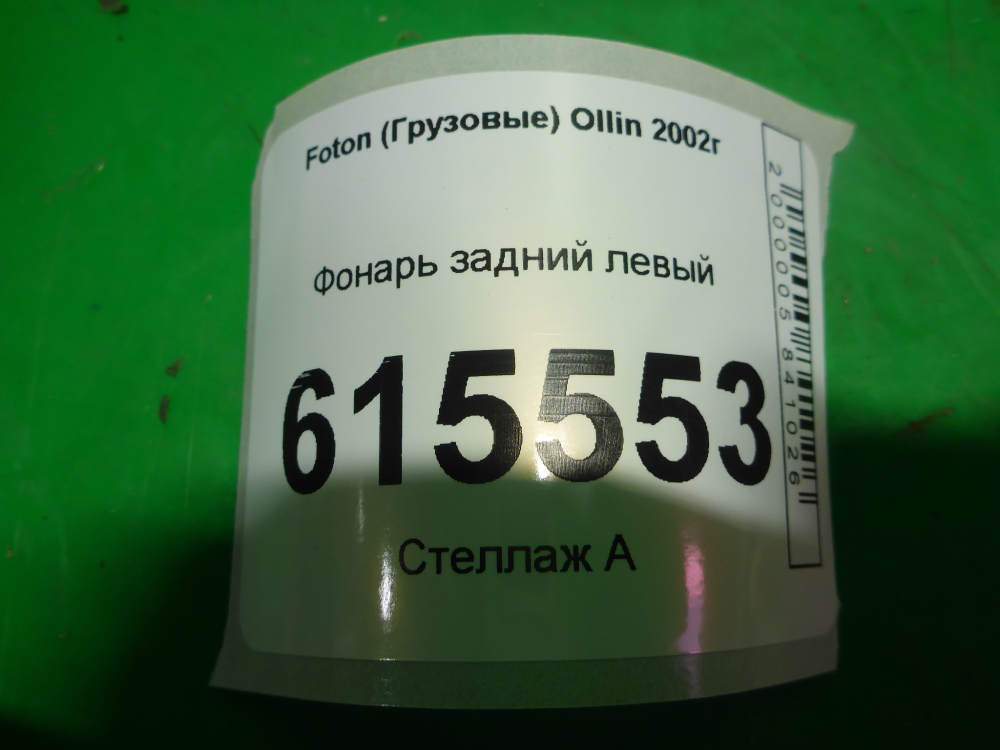 Foton (Грузовые) Ollin 2002г
Фонарь задний левый
615553
Стеллаж А
2000005841026